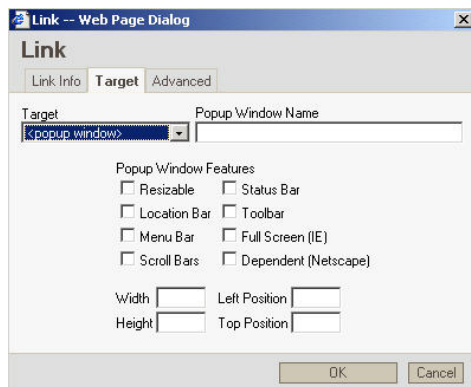 Link -- Web Page Dialog
Link
Link Info Target Advanced
Target Popup Window Name
<popup window>
Popup Window Features
Resizable Status Bar
Location Bar Toolbar
Menu Bar Full Screen (IE)
Scroll Bars Dependent (Netscape)
Width Left Position
Height Top Position
OK Cancel